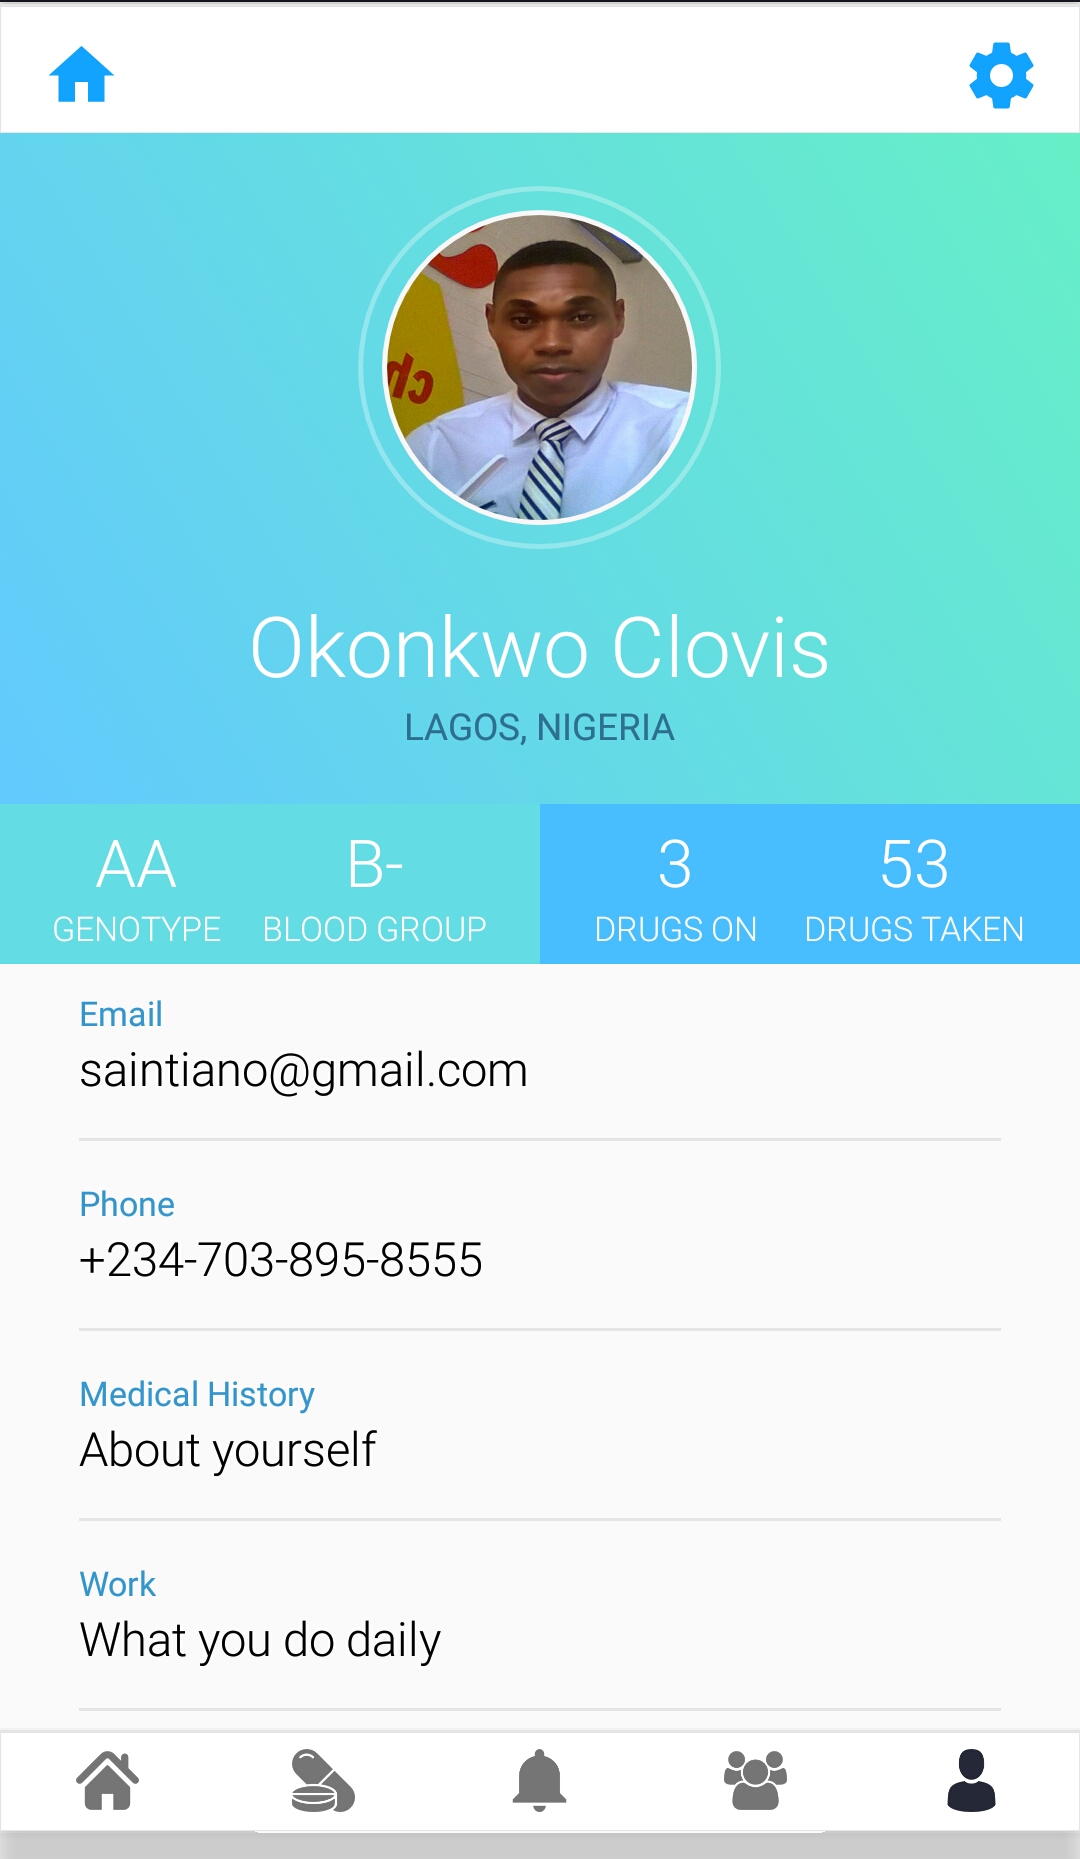 Okonkwo Clovis
LAGOS, NIGERIA
AA B- 3 53
GENOTYPE BLOOD GROUP DRUGS ON DRUGS TAKEN
Email
saintiano@gmail.com
Phone
+234-703-895-8555
Medical History
About yourself
Work
What you do daily